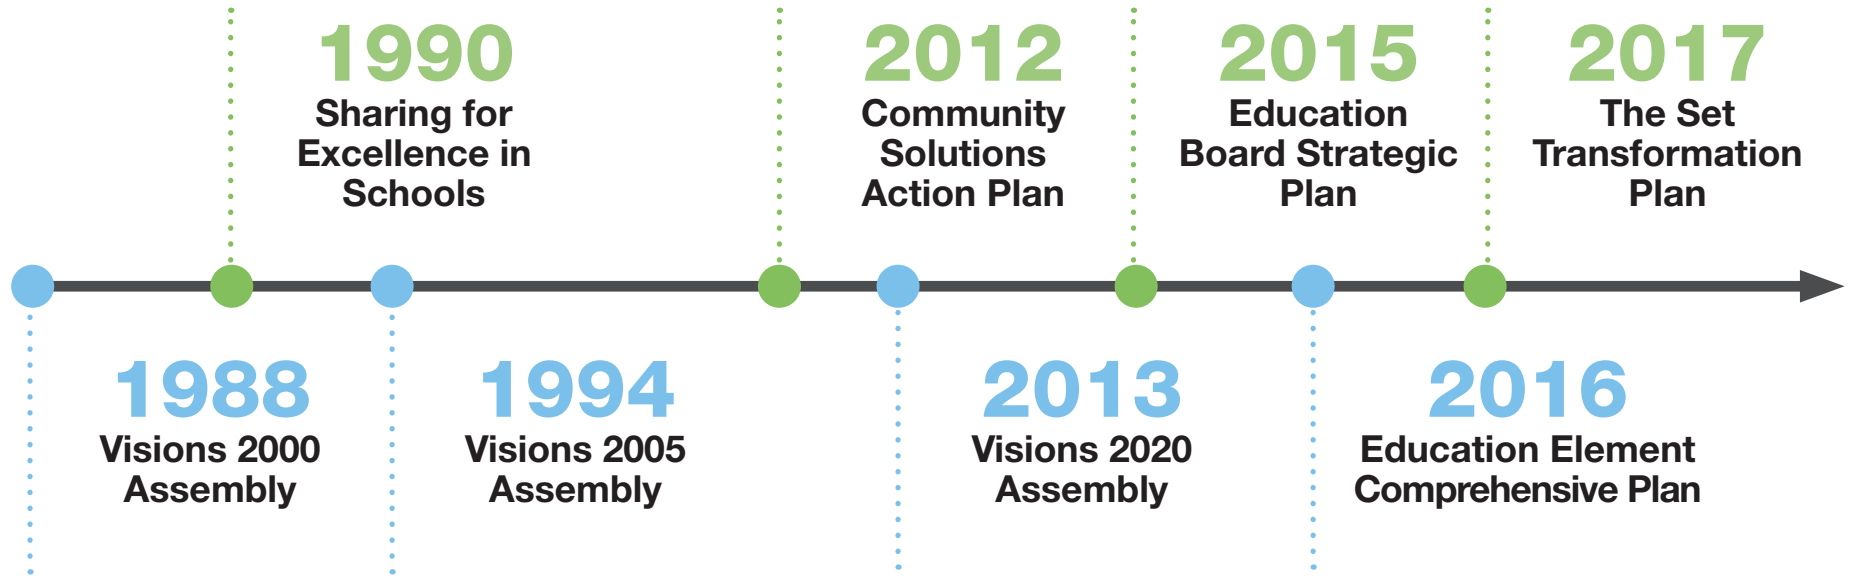 1990
Sharing for
Excellence in
Schools
2012
Community
Solutions
Action Plan
2015
Education
Board Strategic
Plan
2017
The Set
Transformation
Plan
1988
Visions 2000
Assembly
1994
Visions 2005
Assembly
2013
Visions 2020
Assembly
2016
Education Element
Comprehensive Plan